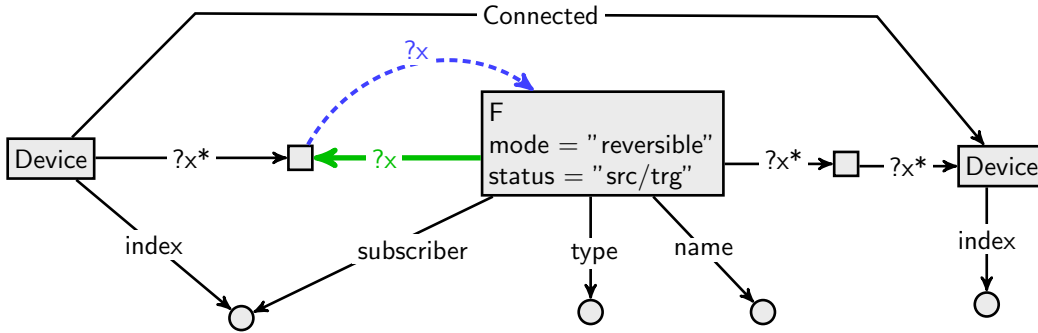 Connected
?x
F
mode = "reversible"
status = "src/trg"
Device
?x*
?x
?x*
?x*
Device
index
subscriber
type
name
index